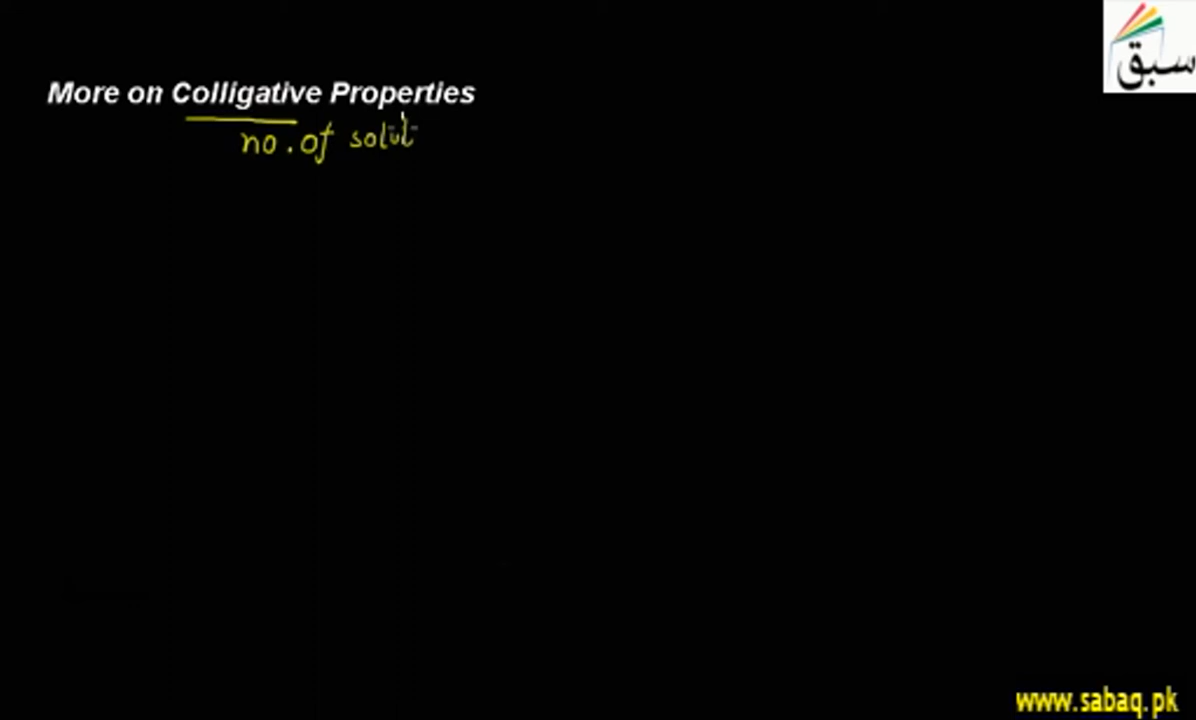 سبق
More on Colligative Properties
no. of solut
www.sabaq.pk